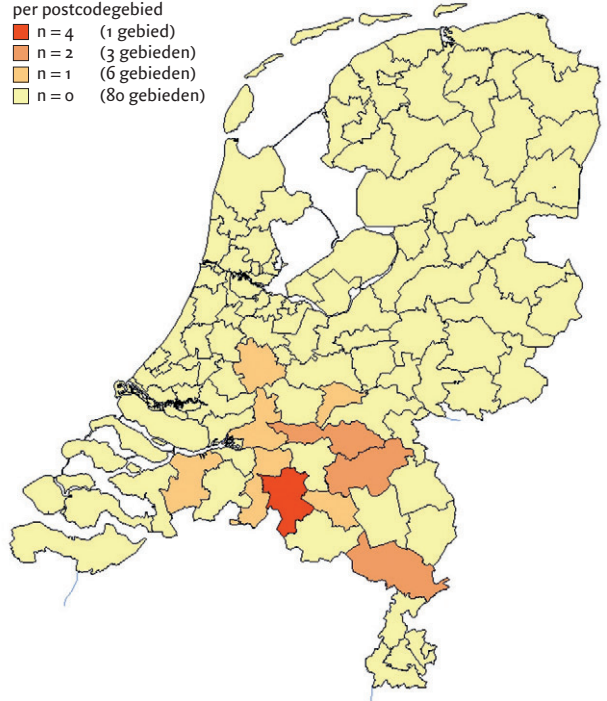 per postcodegebied
n = 4 (1 gebied)
n = 2 (3 gebieden)
n = 1 (6 gebieden)
n = 0 (80 gebieden)